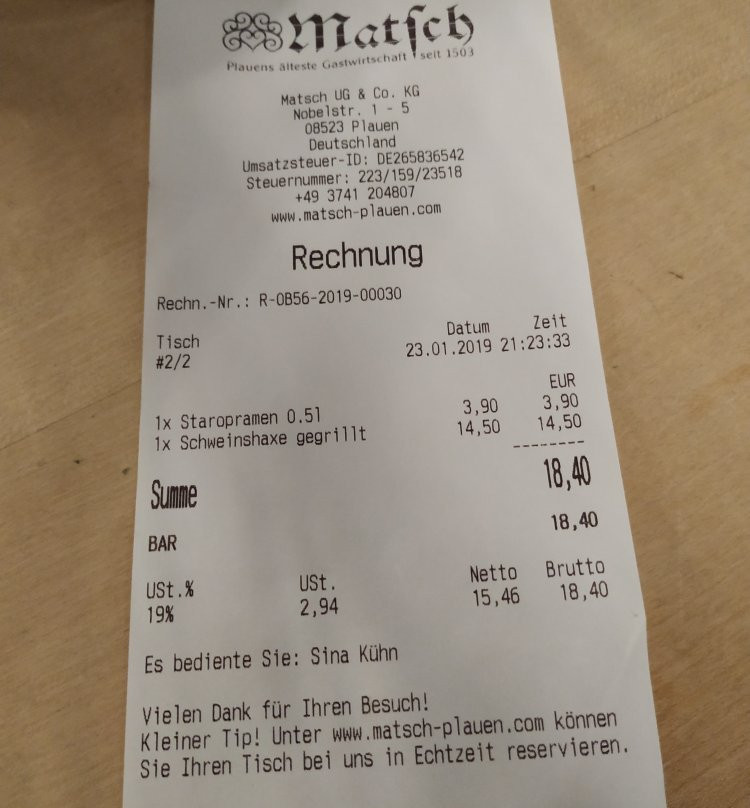 Matsch
Plauens älteste Gastwirtschaft seit 1503
Matsch UG & Co. KG
Nobelstr. 1 - 5
08523 Plauen
Deutschland
Umsatzsteuer-ID: DE265836542
Steuernummer: 223/159/23518
+49 3741 204807
www.matsch-plauen.com
Rechnung
Rechn.-Nr.: R-OB56-2019-00030
Tisch Datum Zeit
#2/2 23.01.2019 21:23:33
EUR
1x Staropramen 0.5l 3,90 3,90
1x Schweinshaxe gegrillt 14,50 14,50
--------
Summe 18,40
BAR 18,40
USt.% USt. Netto Brutto
19% 2,94 15,46 18,40
Es bediente Sie: Sina Kühn
Vielen Dank für Ihren Besuch!
Kleiner Tip! Unter www.matsch-plauen.com können
Sie Ihren Tisch bei uns in Echtzeit reservieren.